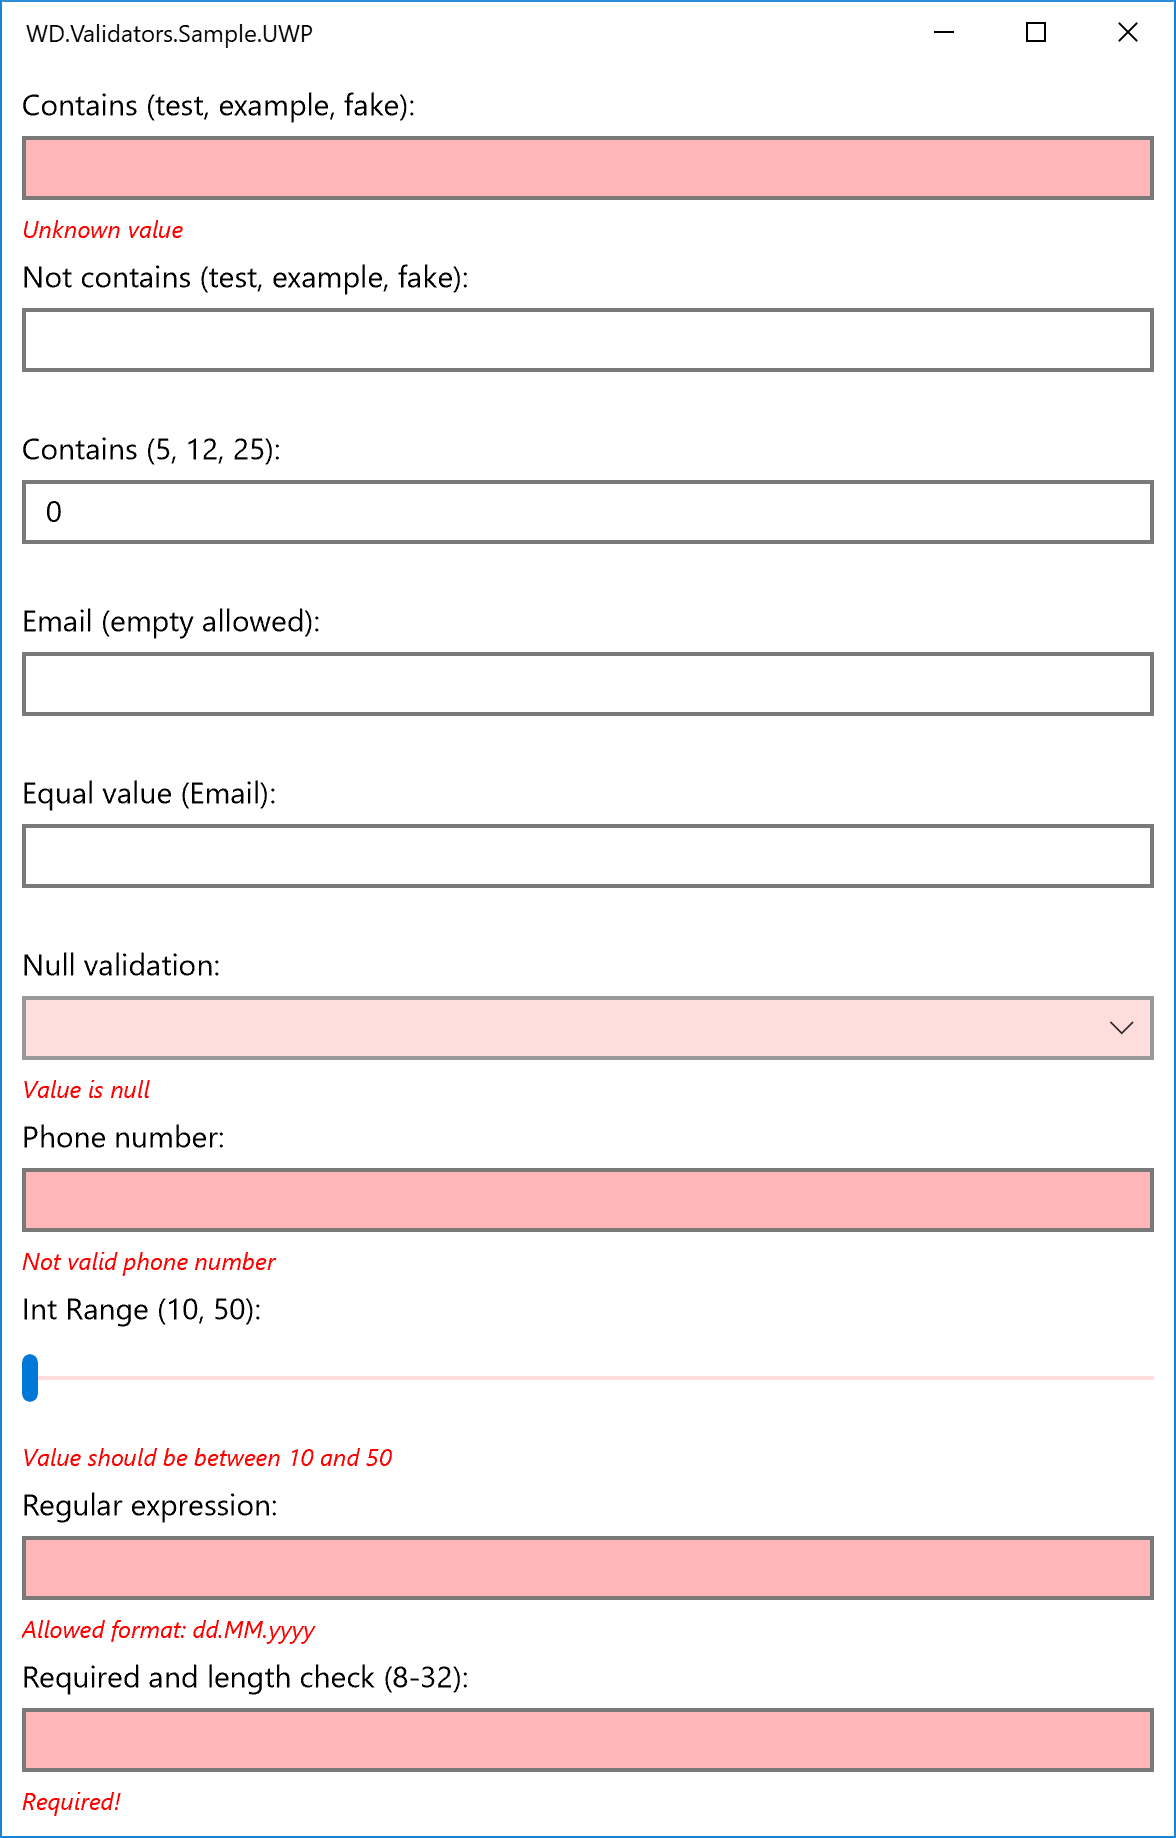 WD.Validators.Sample.UWP
Contains (test, example, fake):
Unknown value
Not contains (test, example, fake):
Contains (5, 12, 25):
0
Email (empty allowed):
Equal value (Email):
Null validation:
Value is null
Phone number:
Not valid phone number
Int Range (10, 50):
Value should be between 10 and 50
Regular expression:
Allowed format: dd.MM.yyyy
Required and length check (8-32):
Required!